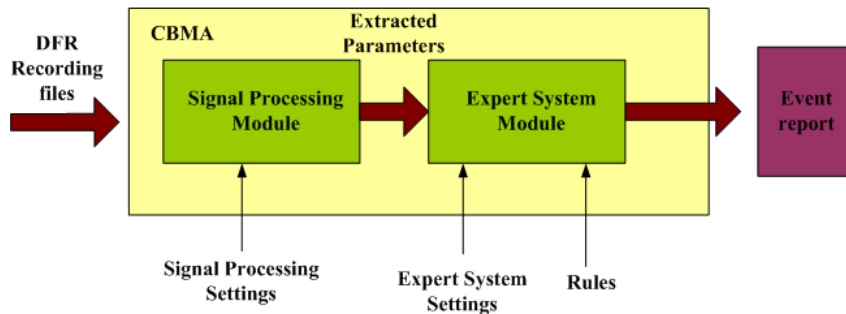 CBMA
DFR
Recording
files
Extracted
Parameters
Signal Processing
Module
Expert System
Module
Event
report
Signal Processing
Settings
Expert System
Settings
Rules